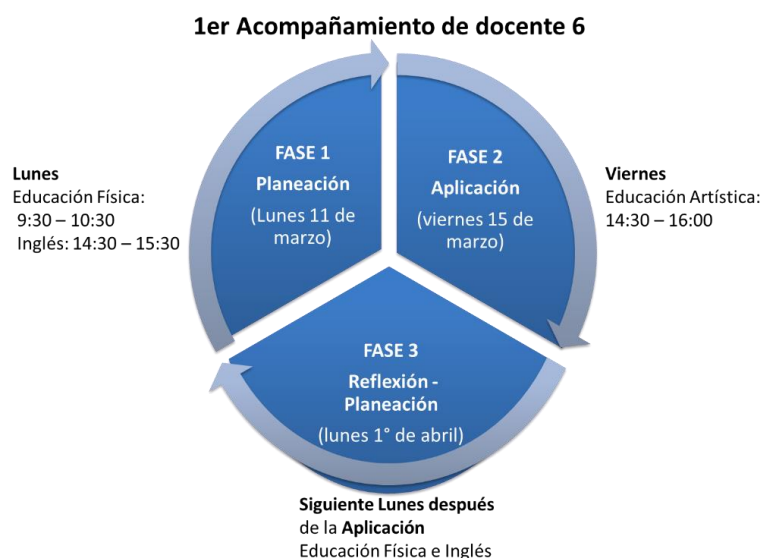 1er Acompañamiento de docente 6
FASE 1
Planeación
(Lunes 11 de
marzo)
FASE 2
Aplicación
(viernes 15 de
marzo)
Lunes
Educación Física:
9:30 – 10:30
Inglés: 14:30 – 15:30
Viernes
Educación Artística:
14:30 – 16:00
FASE 3
Reflexión -
Planeación
(lunes 1° de abril)
Siguiente Lunes después
de la Aplicación
Educación Física e Inglés